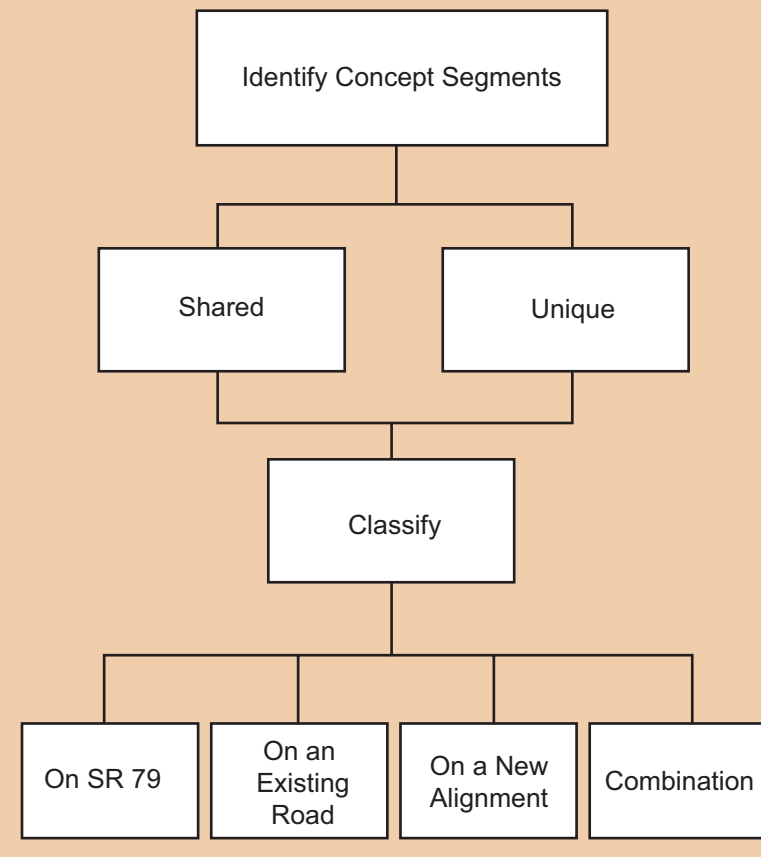 Identify Concept Segments
Shared
Unique
Classify
On SR 79
On an
Existing
Road
On a New
Alignment
Combination